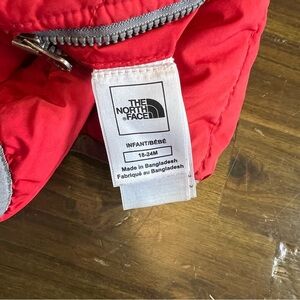 THE
NORTH
FACE
INFANT/BÉBÉ
18-24M
Made in Bangladesh
Fabriqué au Bangladesh